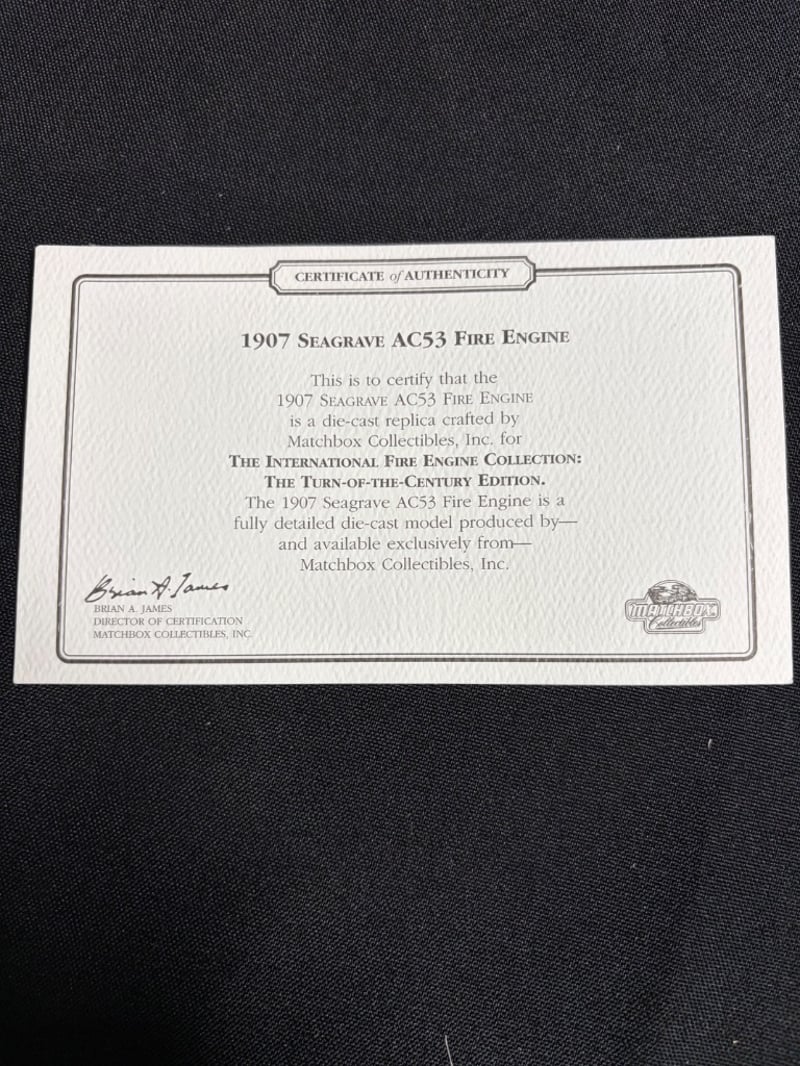 CERTIFICATE of AUTHENTICITY
1907 SEAGRAVE AC53 FIRE ENGINE
This is to certify that the
1907 SEAGRAVE AC53 FIRE ENGINE
is a die-cast replica crafted by
Matchbox Collectibles, Inc. for
THE INTERNATIONAL FIRE ENGINE COLLECTION:
THE TURN-OF-THE-CENTURY EDITION.
The 1907 Seagrave AC53 Fire Engine is a
fully detailed die-cast model produced by—
and available exclusively from—
Matchbox Collectibles, Inc.
Brian A. James
BRIAN A. JAMES
DIRECTOR OF CERTIFICATION
MATCHBOX COLLECTIBLES, INC.
MATCHBOX
Collectibles